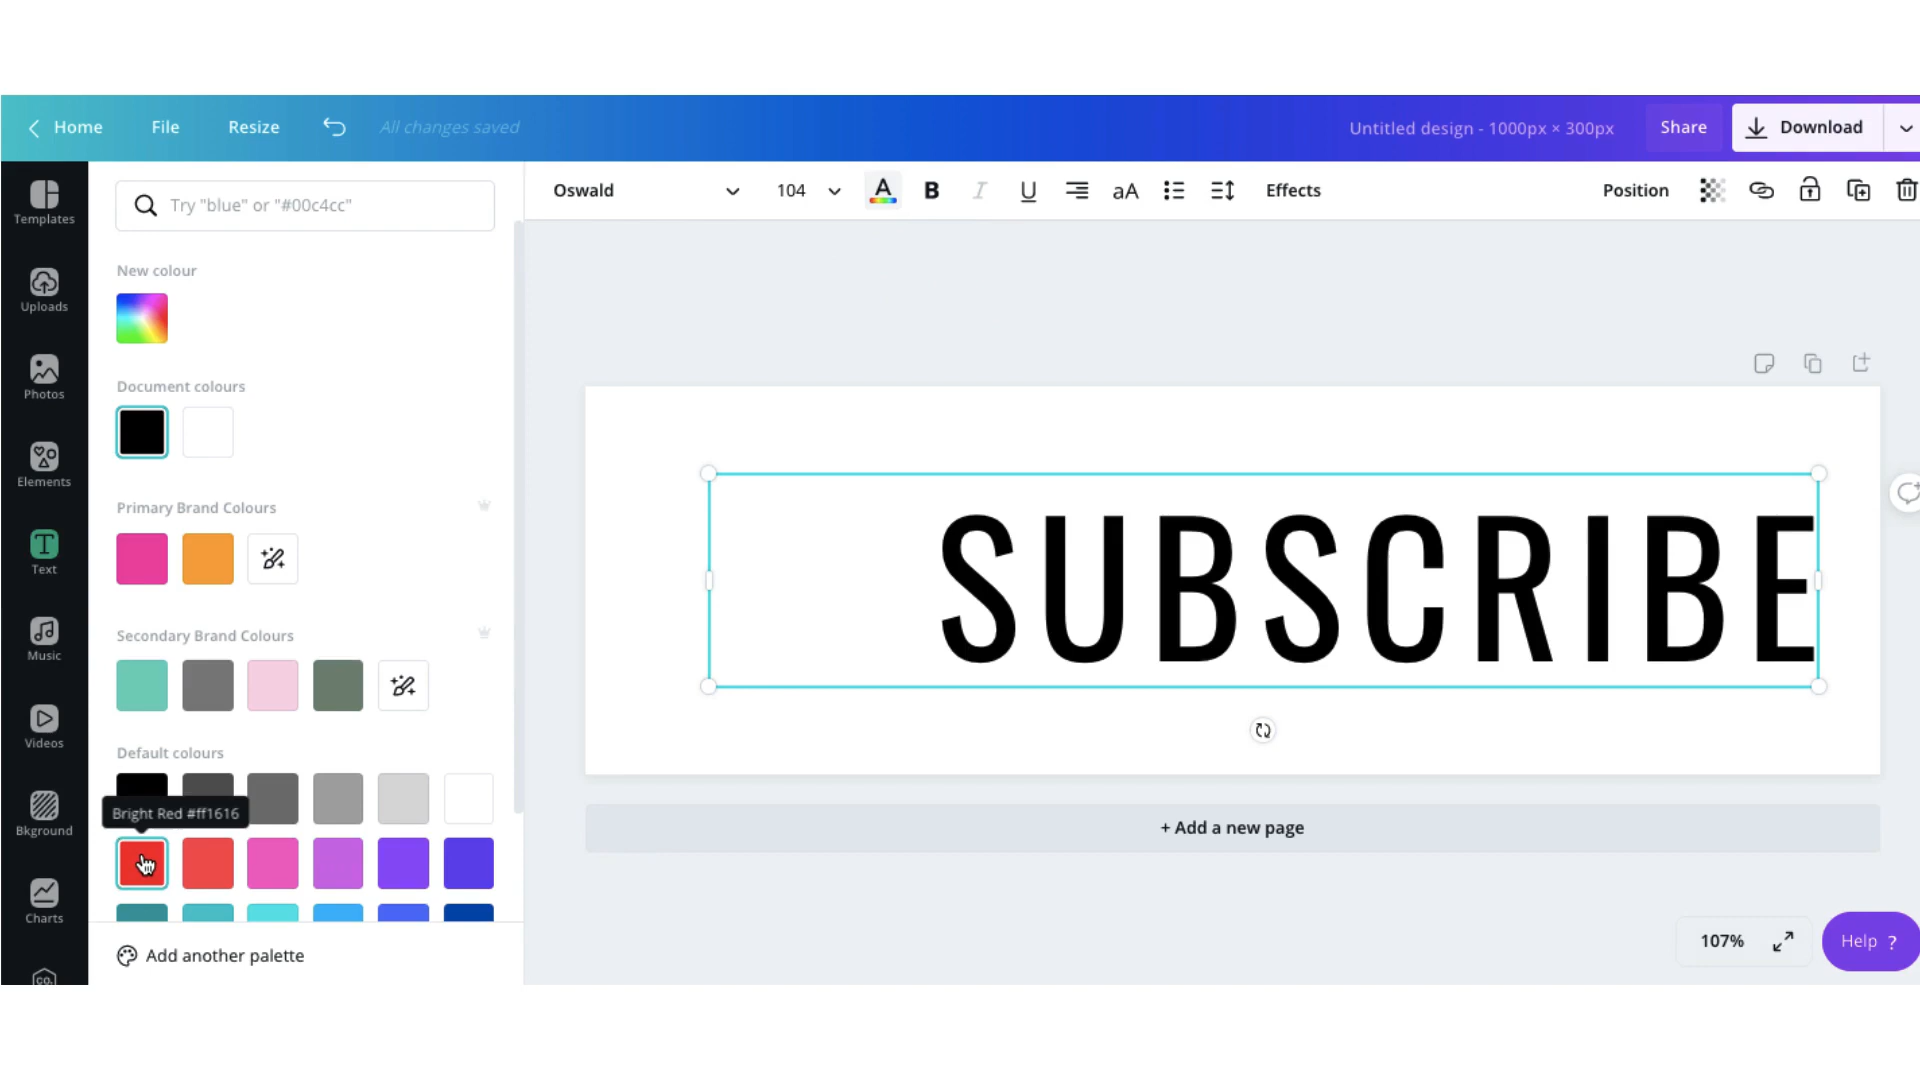 Home File Resize All changes saved Untitled design - 1000px × 300px Share Download
Templates
Uploads
Photos
Elements
Text
Music
Videos
Bkground
Charts
CO.
Try "blue" or "#00c4cc"
New colour
Document colours
Primary Brand Colours
Secondary Brand Colours
Default colours
Bright Red #ff1616
Add another palette
Oswald 104 A B I U aA Effects Position
SUBSCRIBE
+ Add a new page
107% Help ?